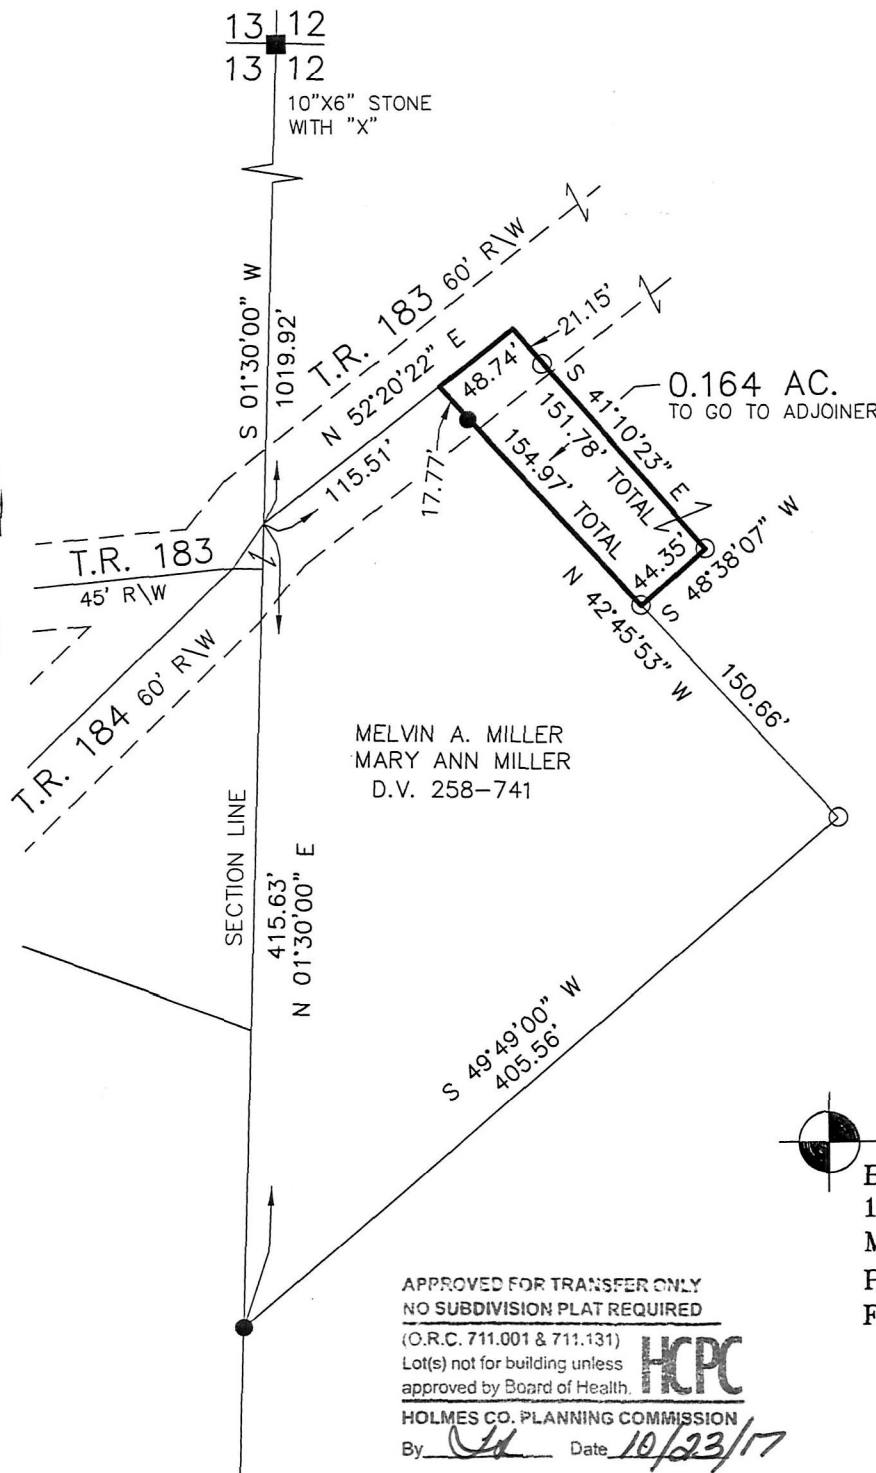 13 12
13 12
10"X6" STONE
WITH "X"
S 01°30'00" W
1019.92'
T.R. 183 60' R\W
N 52°20'22" E
115.51'
48.74'
21.15'
S 41°10'23" E
151.78' TOTAL
0.164 AC.
TO GO TO ADJOINER
17.77'
154.97' TOTAL
N 42°45'53" W
44.35'
S 48°38'07" W
T.R. 183
45' R\W
T.R. 184 60' R\W
150.66'
MELVIN A. MILLER
MARY ANN MILLER
D.V. 258-741
SECTION LINE
415.63'
N 01°30'00" E
S 49°49'00" W
405.56'
APPROVED FOR TRANSFER ONLY
NO SUBDIVISION PLAT REQUIRED
(O.R.C. 711.001 & 711.131)
Lot(s) not for building unless
approved by Board of Health.
HCPC
HOLMES CO. PLANNING COMMISSION
By Date 10/23/17